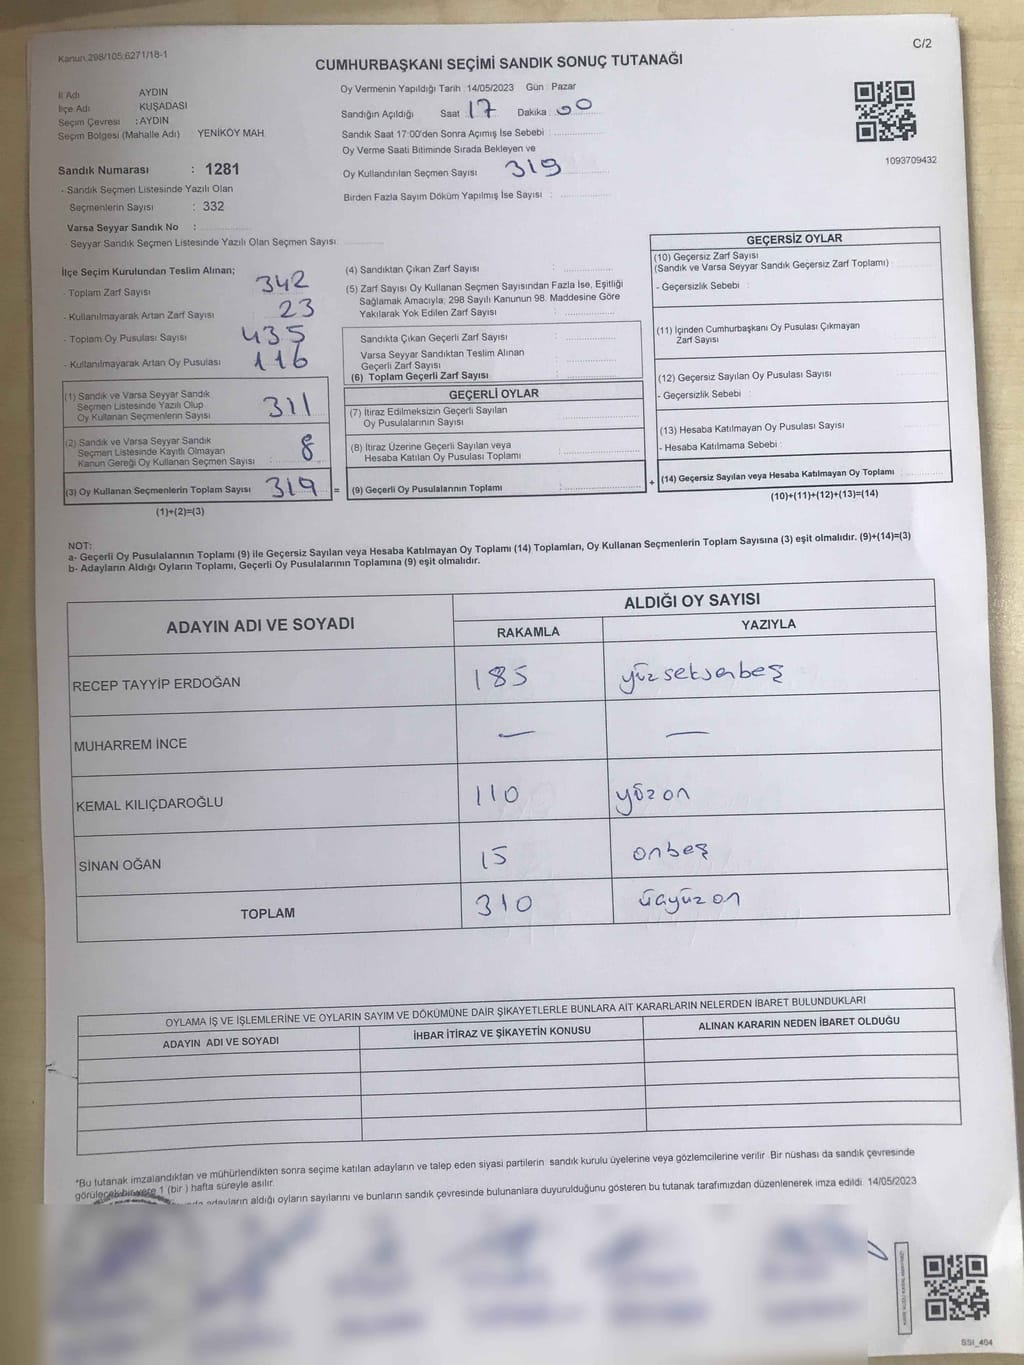 Kanun 298/105;6271/18-1
C/2
CUMHURBAŞKANI SEÇİMİ SANDIK SONUÇ TUTANAĞI
İl Adı AYDIN
İlçe Adı KUŞADASI
Seçim Çevresi : AYDIN
Seçim Bölgesi (Mahalle Adı) YENİKÖY MAH.
Sandık Numarası : 1281
- Sandık Seçmen Listesinde Yazılı Olan
Seçmenlerin Sayısı : 332
Varsa Seyyar Sandık No :
- Seyyar Sandık Seçmen Listesinde Yazılı Olan Seçmen Sayısı
Oy Vermenin Yapıldığı Tarih : 14/05/2023 Gün : Pazar
Sandığın Açıldığı Saat : 17 Dakika : 00
Sandık Saat 17:00'den Sonra Açımış İse Sebebi :
Oy Verme Saati Bitiminde Sırada Bekleyen ve
Oy Kullandırılan Seçmen Sayısı 319
Birden Fazla Sayım Döküm Yapılmış İse Sayısı :
1093709432
İlçe Seçim Kurulundan Teslim Alınan;
- Toplam Zarf Sayısı 342
- Kullanılmayarak Artan Zarf Sayısı 23
- Toplam Oy Pusulası Sayısı 435
- Kullanılmayarak Artan Oy Pusulası 116
(1) Sandık ve Varsa Seyyar Sandık
Seçmen Listesinde Yazılı Olup
Oy Kullanan Seçmenlerin Sayısı 311
(2) Sandık ve Varsa Seyyar Sandık
Seçmen Listesinde Kayıtlı Olmayan
Kanun Gereği Oy Kullanan Seçmen Sayısı : 8
(3) Oy Kullanan Seçmenlerin Toplam Sayısı 319 =
(1)+(2)=(3)
(4) Sandıktan Çıkan Zarf Sayısı :
(5) Zarf Sayısı Oy Kullanan Seçmen Sayısından Fazla İse, Eşitliği
Sağlamak Amacıyla; 298 Sayılı Kanunun 98. Maddesine Göre
Yakılarak Yok Edilen Zarf Sayısı :
Sandıkta Çıkan Geçerli Zarf Sayısı :
Varsa Seyyar Sandıktan Teslim Alınan
Geçerli Zarf Sayısı :
(6) Toplam Geçerli Zarf Sayısı :
GEÇERLİ OYLAR
(7) İtiraz Edilmeksizin Geçerli Sayılan
Oy Pusulalarının Sayısı :
(8) İtiraz Üzerine Geçerli Sayılan veya
Hesaba Katılan Oy Pusulası Toplamı :
(9) Geçerli Oy Pusulalarının Toplamı : +
GEÇERSİZ OYLAR
(10) Geçersiz Zarf Sayısı
(Sandık ve Varsa Seyyar Sandık Geçersiz Zarf Toplamı) :
- Geçersizlik Sebebi :
(11) İçinden Cumhurbaşkanı Oy Pusulası Çıkmayan
Zarf Sayısı :
(12) Geçersiz Sayılan Oy Pusulası Sayısı :
- Geçersizlik Sebebi :
(13) Hesaba Katılmayan Oy Pusulası Sayısı :
- Hesaba Katılmama Sebebi :
(14) Geçersiz Sayılan veya Hesaba Katılmayan Oy Toplamı :
(10)+(11)+(12)+(13)=(14)
NOT:
a- Geçerli Oy Pusulalarının Toplamı (9) ile Geçersiz Sayılan veya Hesaba Katılmayan Oy Toplamı (14) Toplamları, Oy Kullanan Seçmenlerin Toplam Sayısına (3) eşit olmalıdır. (9)+(14)=(3)
b- Adayların Aldığı Oyların Toplamı, Geçerli Oy Pusulalarının Toplamına (9) eşit olmalıdır.
ADAYIN ADI VE SOYADI ALDIĞI OY SAYISI
RAKAMLA YAZIYLA
RECEP TAYYİP ERDOĞAN 185 yüzseksenbeş
MUHARREM İNCE — —
KEMAL KILIÇDAROĞLU 110 yüzon
SİNAN OĞAN 15 onbeş
TOPLAM 310 üçyüzon
OYLAMA İŞ VE İŞLEMLERİNE VE OYLARIN SAYIM VE DÖKÜMÜNE DAİR ŞİKAYETLERLE BUNLARA AİT KARARLARIN NELERDEN İBARET BULUNDUKLARI
ADAYIN ADI VE SOYADI İHBAR İTİRAZ VE ŞİKAYETİN KONUSU ALINAN KARARIN NEDEN İBARET OLDUĞU
*Bu tutanak imzalandıktan ve mühürlendikten sonra seçime katılan adayların ve talep eden siyasi partilerin sandık kurulu üyelerine veya gözlemcilerine verilir. Bir nüshası da sandık çevresinde
görülecek bir yere 1 (bir) hafta süreyle asılır.
adayların aldığı oyların sayılarını ve bunların sandık çevresinde bulunanlara duyurulduğunu gösteren bu tutanak tarafımızdan düzenlenerek imza edildi. 14/05/2023
SSI_404